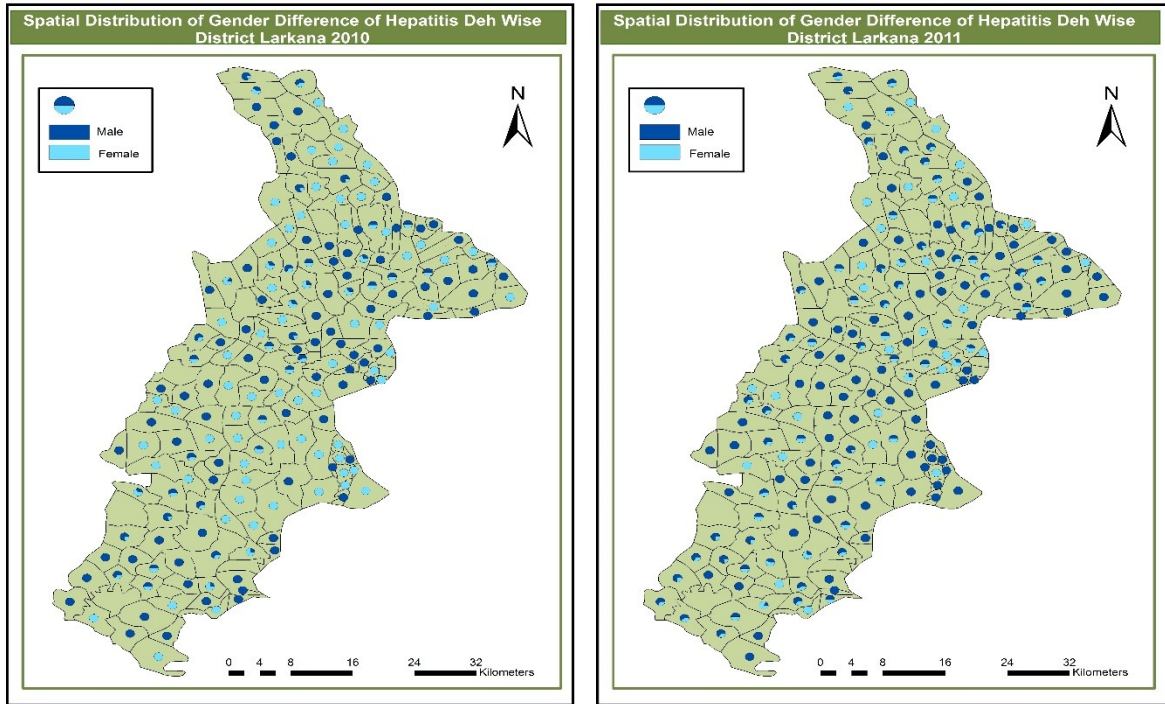 Spatial Distribution of Gender Difference of Hepatitis Deh Wise
District Larkana 2010
Male
Female
N
0 4 8 16 24 32
Kilometers
Spatial Distribution of Gender Difference of Hepatitis Deh Wise
District Larkana 2011
Male
Female
N
0 2 4 8 16 24 32
Kilometers